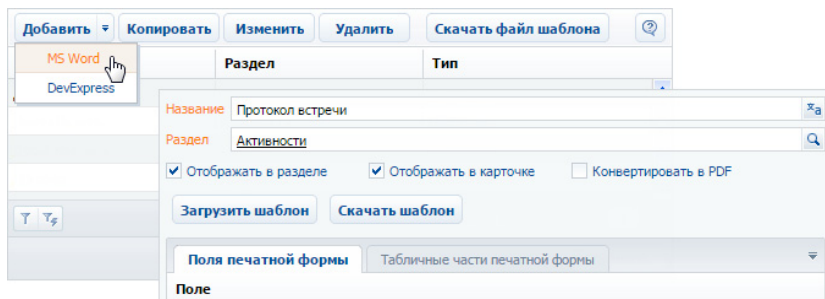 Добавить Копировать Изменить Удалить Скачать файл шаблона
MS Word Раздел Тип
DevExpress
Название Протокол встречи
Раздел Активности
Отображать в разделе Отображать в карточке Конвертировать в PDF
Загрузить шаблон Скачать шаблон
Поля печатной формы Табличные части печатной формы
Поле